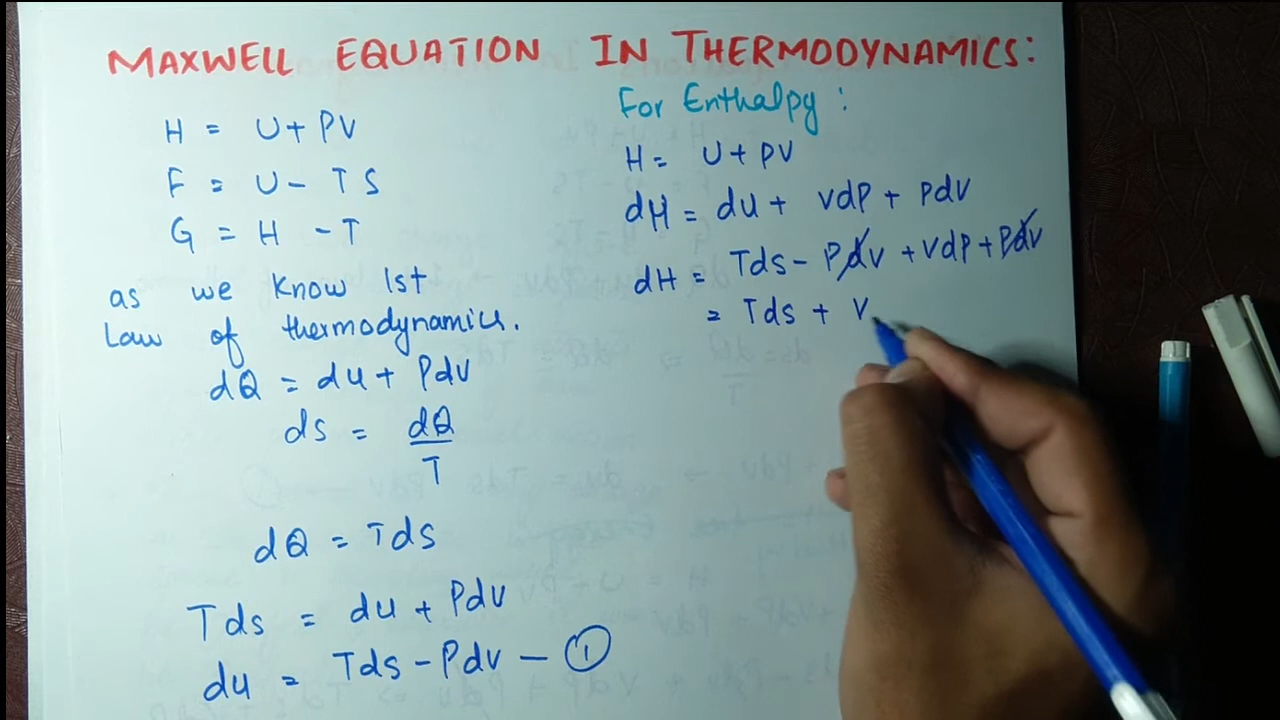 MAXWELL EQUATION IN THERMODYNAMICS:
H = U + PV
F = U - TS
G = H - T
as we know 1st
Law of thermodynamics.
dQ = du + Pdv
ds = dQ/T
dQ = Tds
Tds = du + Pdv
du = Tds - Pdv - ①
For Enthalpy :
H = U + PV
dH = du + vdp + pdv
dH = Tds - Pdv + vdp + Pdv
= Tds + v